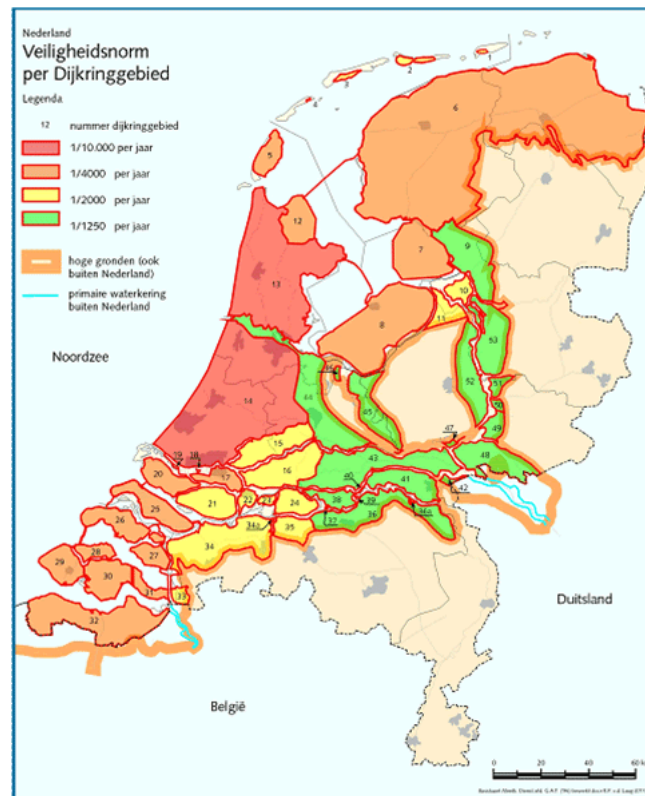 Nederland
Veiligheidsnorm
per Dijkringgebied
Legenda
12 nummer dijkringgebied
1/10.000 per jaar
1/4000 per jaar
1/2000 per jaar
1/1250 per jaar
hoge gronden (ook
buiten Nederland)
primaire waterkering
buiten Nederland
1
2
3
4
5
6
7
12
9
10
13
11
8
53
Noordzee
52
51
14
44
45
50
47
49
15
48
19 18
43
16
20
17
40
41
42
21
22
23
24
38
39
25
37
36
26
34a
35
34
27
28
29
30
31
33
32
Duitsland
België
0 20 40 60